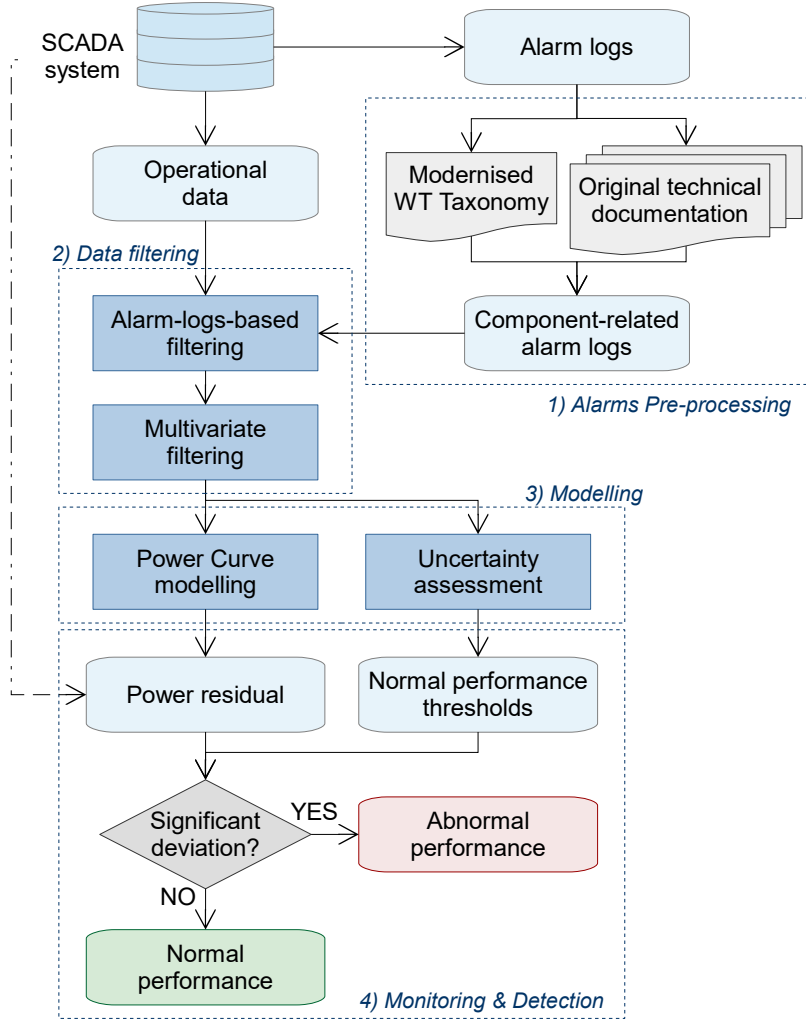 SCADA
system
Alarm logs
Operational
data
Modernised
WT Taxonomy
Original technical
documentation
2) Data filtering
Alarm-logs-based
filtering
Component-related
alarm logs
1) Alarms Pre-processing
Multivariate
filtering
3) Modelling
Power Curve
modelling
Uncertainty
assessment
Power residual
Normal performance
thresholds
Significant
deviation?
YES
Abnormal
performance
NO
Normal
performance
4) Monitoring & Detection